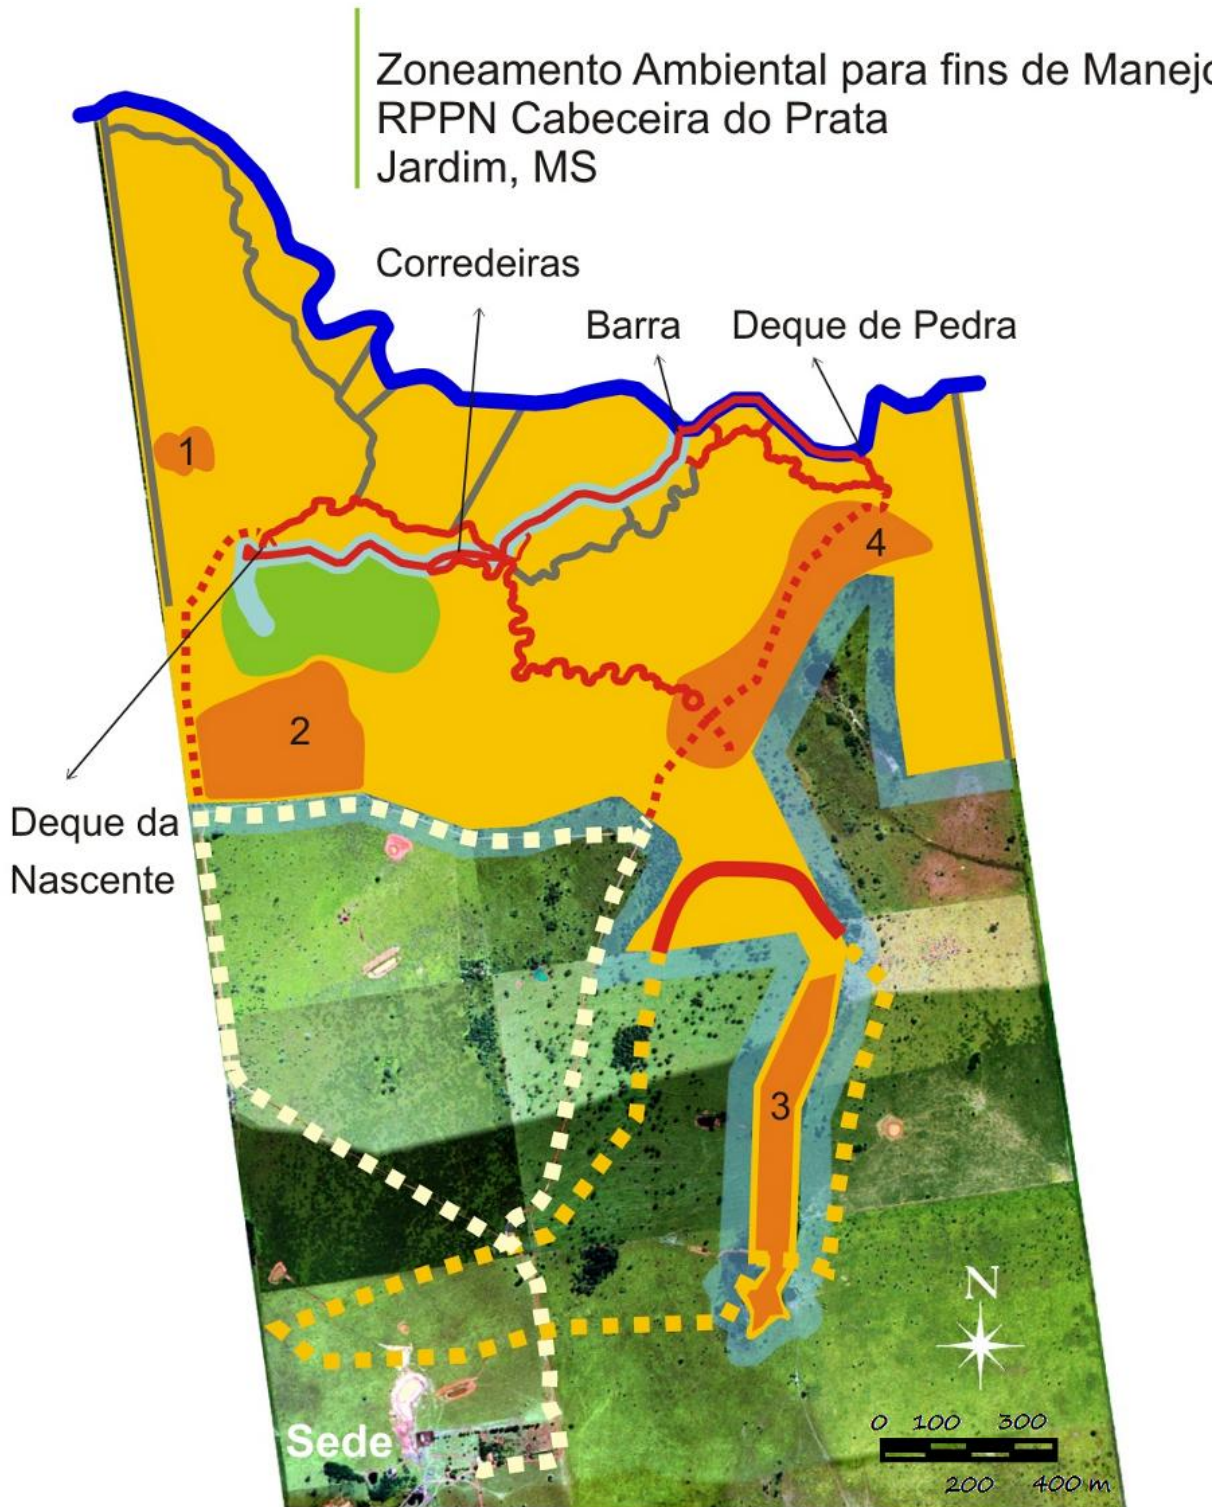 Zoneamento Ambiental para fins de Manejo
RPPN Cabeceira do Prata
Jardim, MS
Corredeiras
Barra
Deque de Pedra
1
4
2
Deque da
Nascente
3
N
Sede
0 100 300
200 400 m